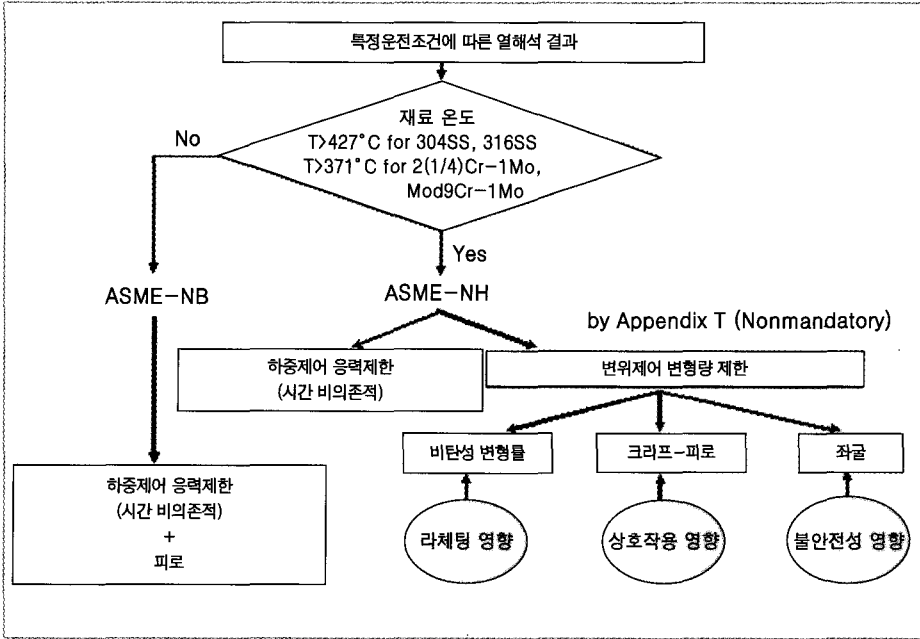 특정운전조건에 따른 열해석 결과
재료 온도
T>427°C for 304SS, 316SS
T>371°C for 2(1/4)Cr-1Mo,
Mod9Cr-1Mo
No
Yes
ASME-NB
ASME-NH
by Appendix T (Nonmandatory)
하중제어 응력제한
(시간 비의존적)
변위제어 변형량 제한
비탄성 변형률
크리프-피로
좌굴
하중제어 응력제한
(시간 비의존적)
+
피로
라체팅 영향
상호작용 영향
불안전성 영향